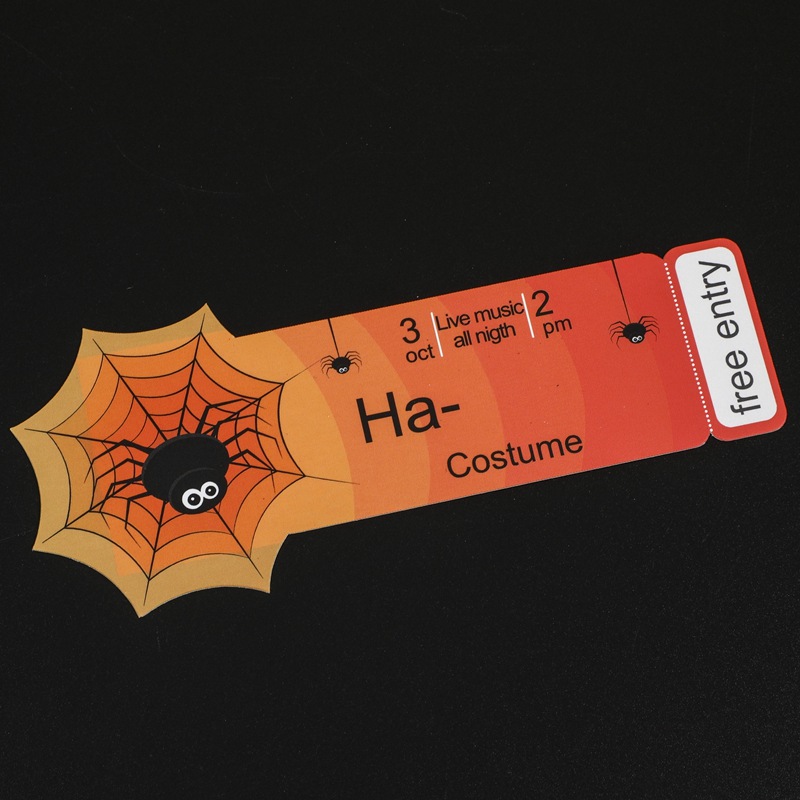 3
oct
Live music
all nigth
2
pm
Ha-
Costume
free entry